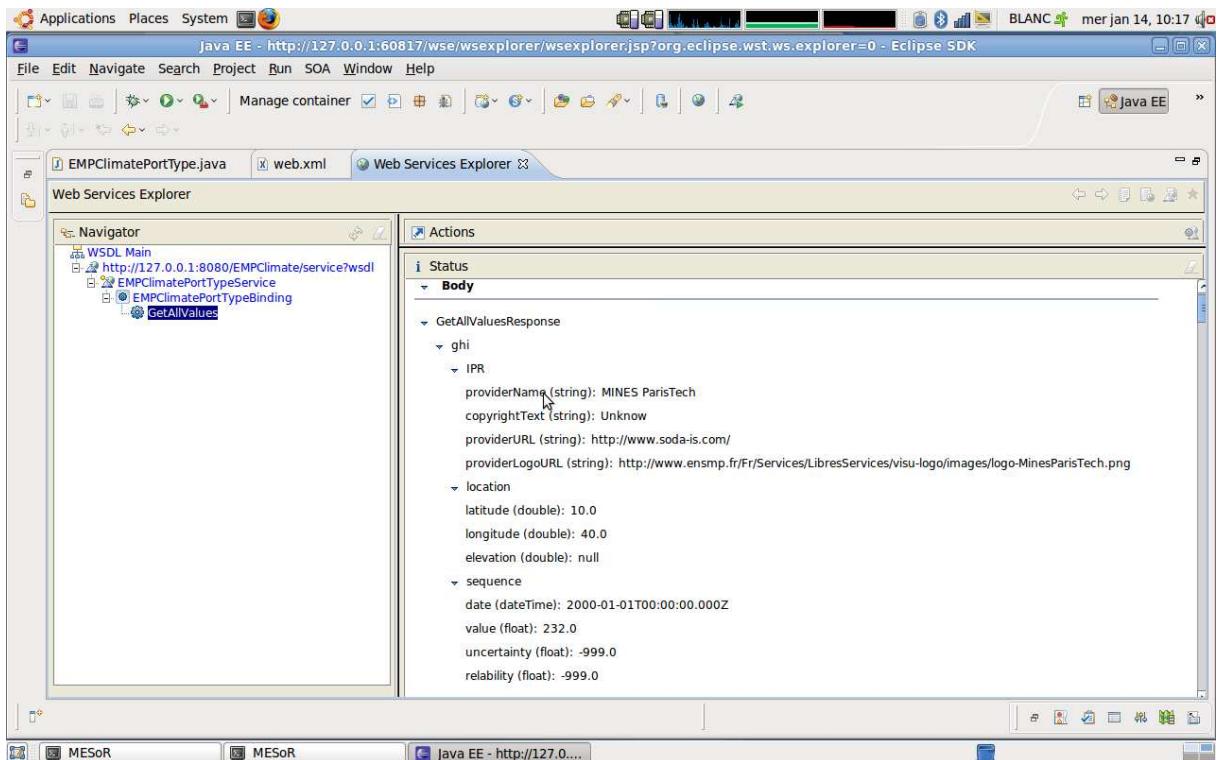 Applications Places System BLANC mer jan 14, 10:17
Java EE - http://127.0.0.1:60817/wse/wsexplorer/wsexplorer.jsp?org.eclipse.wst.ws.explorer=0 - Eclipse SDK
File Edit Navigate Search Project Run SOA Window Help
Manage container Java EE »
EMPClimatePortType.java web.xml Web Services Explorer
Web Services Explorer
Navigator
WSDL Main
http://127.0.0.1:8080/EMPClimate/service?wsdl
EMPClimatePortTypeService
EMPClimatePortTypeBinding
GetAllValues
Actions
i Status
Body
GetAllValuesResponse
ghi
IPR
providerName (string): MINES ParisTech
copyrightText (string): Unknow
providerURL (string): http://www.soda-is.com/
providerLogoURL (string): http://www.ensmp.fr/Fr/Services/LibresServices/visu-logo/images/logo-MinesParisTech.png
location
latitude (double): 10.0
longitude (double): 40.0
elevation (double): null
sequence
date (dateTime): 2000-01-01T00:00:00.000Z
value (float): 232.0
uncertainty (float): -999.0
relability (float): -999.0
MESoR MESoR Java EE - http://127.0....